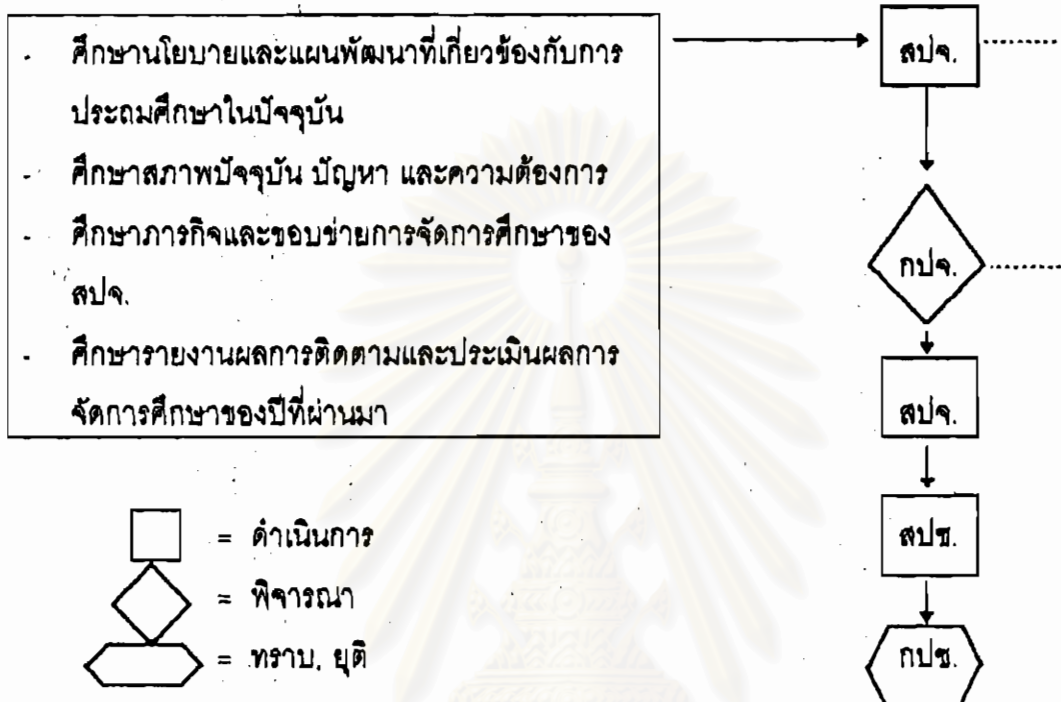 - ศึกษานโยบายและแผนพัฒนาที่เกี่ยวข้องกับการ
ประถมศึกษาในปัจจุบัน
- ศึกษาสภาพปัจจุบัน ปัญหา และความต้องการ
- ศึกษาภารกิจและขอบข่ายการจัดการศึกษาของ
สปจ.
- ศึกษารายงานผลการติดตามและประเมินผลการ
จัดการศึกษาของปีที่ผ่านมา
สปจ.
กปจ.
สปจ.
สปช.
กปช.
= ดำเนินการ
= พิจารณา
= ทราบ, ยุติ